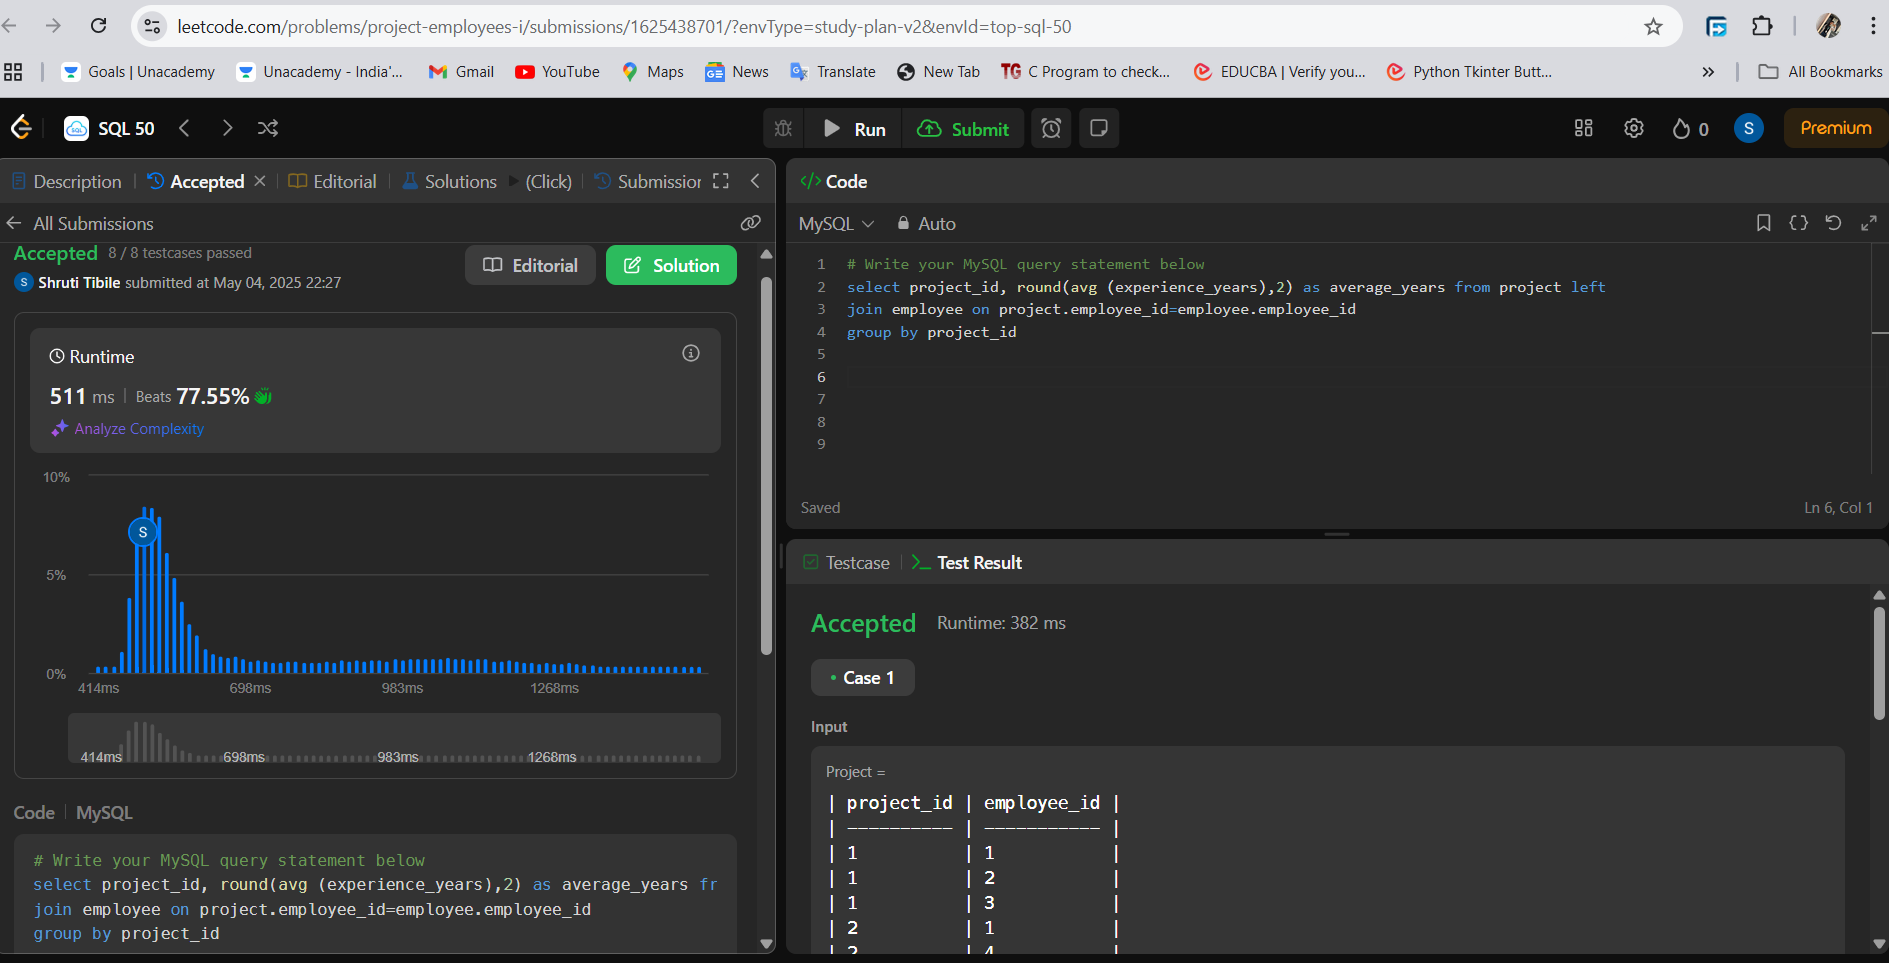 leetcode.com/problems/project-employees-i/submissions/1625438701/?envType=study-plan-v2&envId=top-sql-50
Goals | Unacademy
Unacademy - India'...
Gmail
YouTube
Maps
News
Translate
New Tab
TG C Program to check...
EDUCBA | Verify you...
Python Tkinter Butt...
» All Bookmarks
SQL 50
Run
Submit
0
S
Premium
Description
Accepted
Editorial
Solutions
(Click)
Submission
All Submissions
Accepted 8 / 8 testcases passed
S Shruti Tibile submitted at May 04, 2025 22:27
Editorial
Solution
Runtime
511 ms | Beats 77.55%
Analyze Complexity
10%
5%
0%
S
414ms 698ms 983ms 1268ms
414ms 698ms 983ms 1268ms
Code | MySQL
# Write your MySQL query statement below
select project_id, round(avg (experience_years),2) as average_years fr
join employee on project.employee_id=employee.employee_id
group by project_id
</> Code
MySQL Auto
1 # Write your MySQL query statement below
2 select project_id, round(avg (experience_years),2) as average_years from project left
3 join employee on project.employee_id=employee.employee_id
4 group by project_id
5
6
7
8
9
Saved Ln 6, Col 1
Testcase
Test Result
Accepted Runtime: 382 ms
• Case 1
Input
Project =
| project_id | employee_id |
| ---------- | ----------- |
| 1 | 1 |
| 1 | 2 |
| 1 | 3 |
| 2 | 1 |
| 2 | 4 |